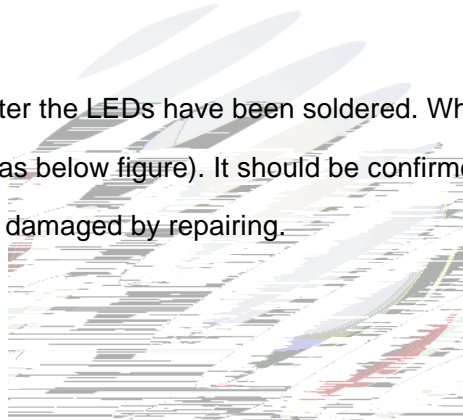 ter the LEDs have been soldered. Wh
as below figure). It should be confirme
damaged by repairing.